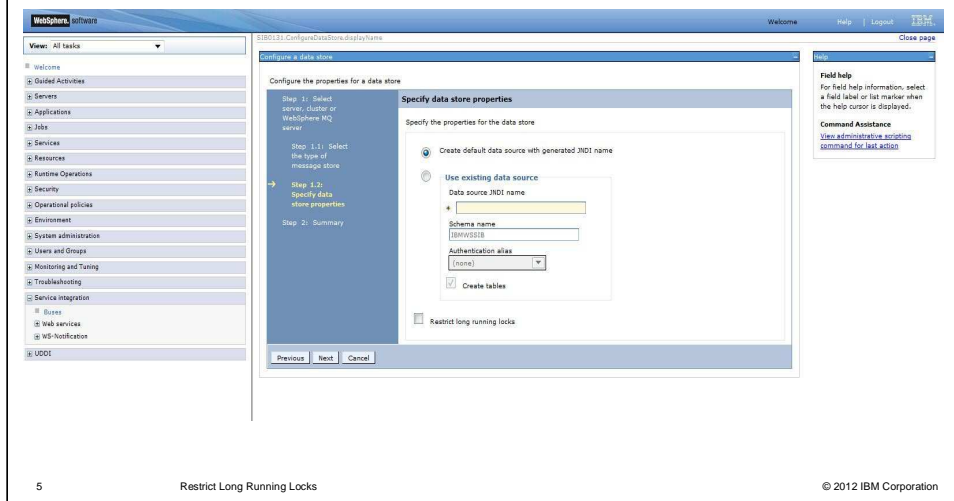 WebSphere. software
Welcome
Help | Logout
IBM.
View: All tasks
Welcome
Guided Activities
Servers
Applications
Jobs
Services
Resources
Runtime Operations
Security
Operational policies
Environment
System administration
Users and Groups
Monitoring and Tuning
Troubleshooting
Service integration
Buses
Web services
WS-Notification
UDDI
SIB0131.ConfigureDataStore.displayName
Close page
Configure a data store
Configure the properties for a data store
Step 1: Select
server, cluster or
WebSphere MQ
server
Step 1.1: Select
the type of
message store
Step 1.2:
Specify data
store properties
Step 2: Summary
Specify data store properties
Specify the properties for the data store
Create default data source with generated JNDI name
Use existing data source
Data source JNDI name
*
Schema name
IBMWSSIB
Authentication alias
(none)
Create tables
Restrict long running locks
Previous Next Cancel
Help
Field help
For field help information, select
a field label or list marker when
the help cursor is displayed.
Command Assistance
View administrative scripting
command for last action
5
Restrict Long Running Locks
© 2012 IBM Corporation